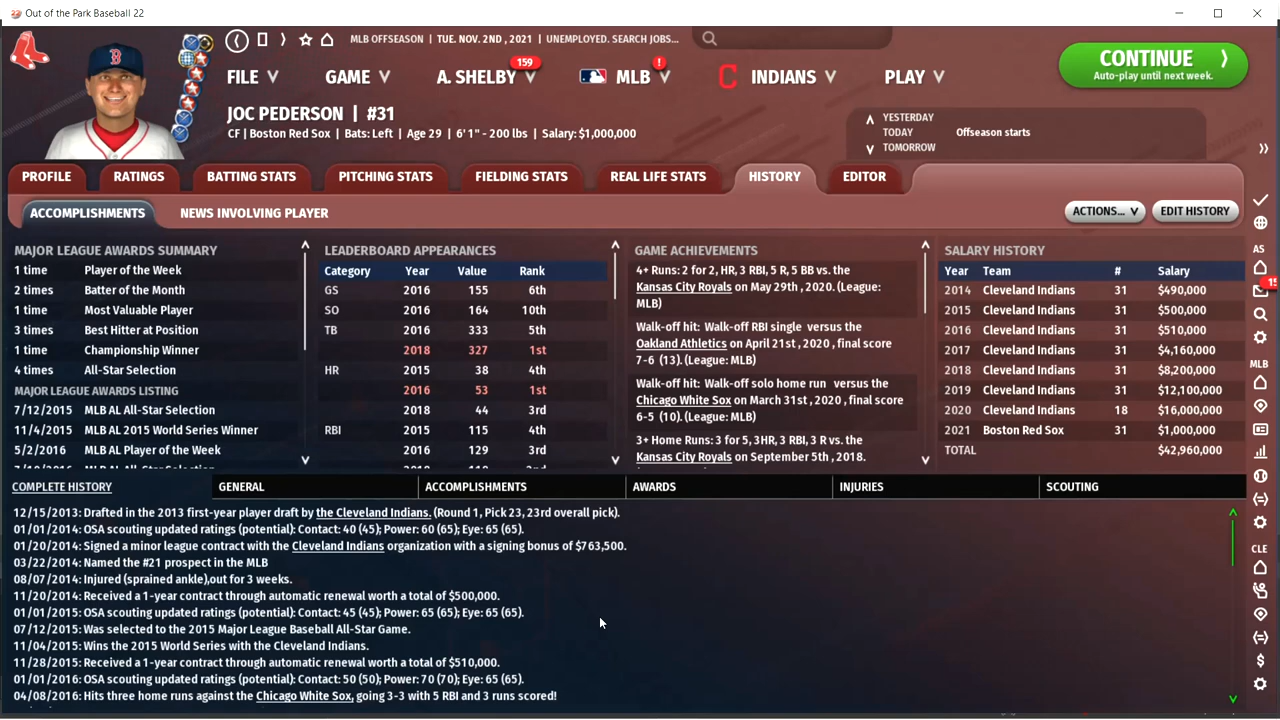 Out of the Park Baseball 22
MLB OFFSEASON | TUE. NOV. 2ND , 2021 | UNEMPLOYED. SEARCH JOBS...
FILE GAME A. SHELBY 159 MLB ! INDIANS PLAY
CONTINUE
Auto-play until next week.
JOC PEDERSON | #31
CF | Boston Red Sox | Bats: Left | Age 29 | 6' 1" - 200 lbs | Salary: $1,000,000
YESTERDAY
TODAY Offseason starts
TOMORROW
PROFILE RATINGS BATTING STATS PITCHING STATS FIELDING STATS REAL LIFE STATS HISTORY EDITOR
ACCOMPLISHMENTS NEWS INVOLVING PLAYER ACTIONS... EDIT HISTORY
MAJOR LEAGUE AWARDS SUMMARY
1 time Player of the Week
2 times Batter of the Month
1 time Most Valuable Player
3 times Best Hitter at Position
1 time Championship Winner
4 times All-Star Selection
MAJOR LEAGUE AWARDS LISTING
7/12/2015 MLB AL All-Star Selection
11/4/2015 MLB AL 2015 World Series Winner
5/2/2016 MLB AL Player of the Week
LEADERBOARD APPEARANCES
Category Year Value Rank
GS 2016 155 6th
SO 2016 164 10th
TB 2016 333 5th
2018 327 1st
HR 2015 38 4th
2016 53 1st
2018 44 3rd
RBI 2015 115 4th
2016 129 3rd
GAME ACHIEVEMENTS
4+ Runs: 2 for 2, HR, 3 RBI, 5 R, 5 BB vs. the
Kansas City Royals on May 29th , 2020. (League:
MLB)
Walk-off hit: Walk-off RBI single versus the
Oakland Athletics on April 21st , 2020 , final score
7-6 (13). (League: MLB)
Walk-off hit: Walk-off solo home run versus the
Chicago White Sox on March 31st , 2020 , final score
6-5 (10). (League: MLB)
3+ Home Runs: 3 for 5, 3HR, 3 RBI, 3 R vs. the
Kansas City Royals on September 5th , 2018.
SALARY HISTORY
Year Team # Salary
2014 Cleveland Indians 31 $490,000
2015 Cleveland Indians 31 $500,000
2016 Cleveland Indians 31 $510,000
2017 Cleveland Indians 31 $4,160,000
2018 Cleveland Indians 31 $8,200,000
2019 Cleveland Indians 31 $12,100,000
2020 Cleveland Indians 18 $16,000,000
2021 Boston Red Sox 31 $1,000,000
TOTAL $42,960,000
COMPLETE HISTORY GENERAL ACCOMPLISHMENTS AWARDS INJURIES SCOUTING
12/15/2013: Drafted in the 2013 first-year player draft by the Cleveland Indians. (Round 1, Pick 23, 23rd overall pick).
01/01/2014: OSA scouting updated ratings (potential): Contact: 40 (45); Power: 60 (65); Eye: 65 (65).
01/20/2014: Signed a minor league contract with the Cleveland Indians organization with a signing bonus of $763,500.
03/22/2014: Named the #21 prospect in the MLB
08/07/2014: Injured (sprained ankle),out for 3 weeks.
11/20/2014: Received a 1-year contract through automatic renewal worth a total of $500,000.
01/01/2015: OSA scouting updated ratings (potential): Contact: 45 (45); Power: 65 (65); Eye: 65 (65).
07/12/2015: Was selected to the 2015 Major League Baseball All-Star Game.
11/04/2015: Wins the 2015 World Series with the Cleveland Indians.
11/28/2015: Received a 1-year contract through automatic renewal worth a total of $510,000.
01/01/2016: OSA scouting updated ratings (potential): Contact: 50 (50); Power: 70 (70); Eye: 65 (65).
04/08/2016: Hits three home runs against the Chicago White Sox, going 3-3 with 5 RBI and 3 runs scored!
AS
MLB
CLE